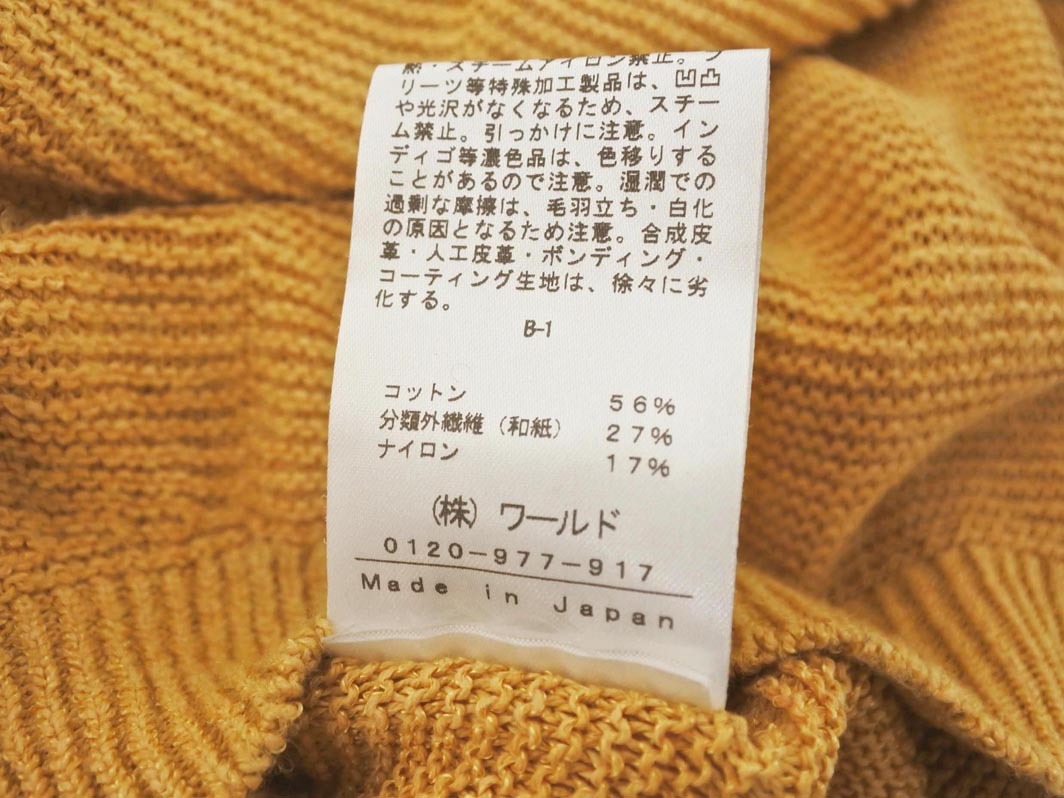 熱・スチームアイロン禁止。プ
リーツ等特殊加工製品は、凹凸
や光沢がなくなるため、スチー
ム禁止。引っかけに注意。イン
ディゴ等濃色品は、色移りする
ことがあるので注意。湿潤での
過剰な摩擦は、毛羽立ち・白化
の原因となるため注意。合成皮
革・人工皮革・ボンディング・
コーティング生地は、徐々に劣
化する。
B-1
コットン 56%
分類外繊維（和紙） 27%
ナイロン 17%
㈱ ワールド
0120-977-917
Made in Japan